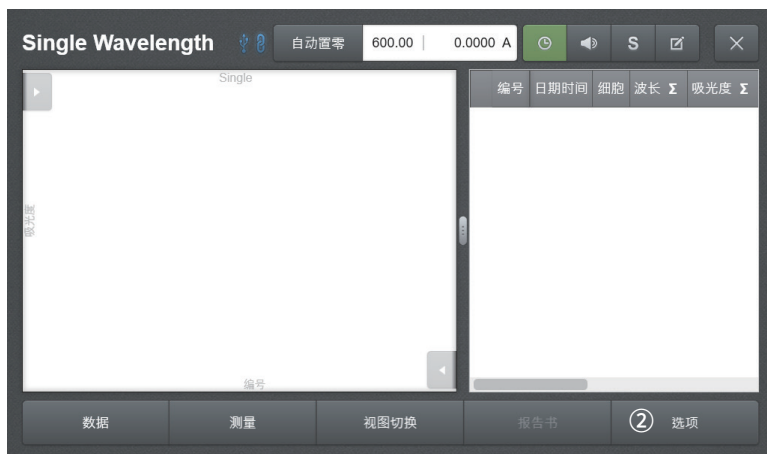 Single Wavelength 自动置零 600.00 0.0000 A S
Single
吸光度
编号
编号 日期时间 细胞 波长 Σ 吸光度 Σ
数据 测量 视图切换 报告书 ② 选项